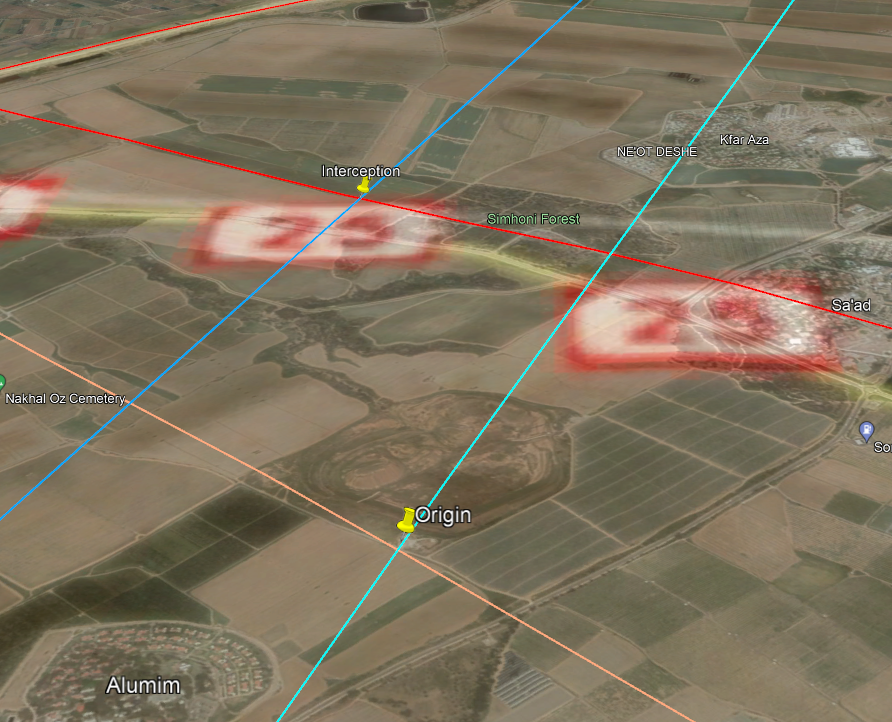 Kfar Aza
NE'OT DESHE
Interception
Simhoni Forest
Sa'ad
Nakhal Oz Cemetery
Origin
Alumim